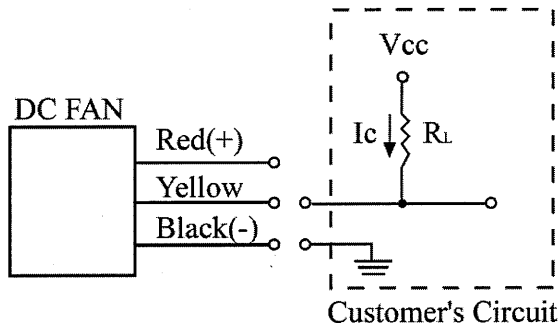 Vcc
DC FAN
Red(+)
Ic
RL
Yellow
Black(-)
Customer's Circuit